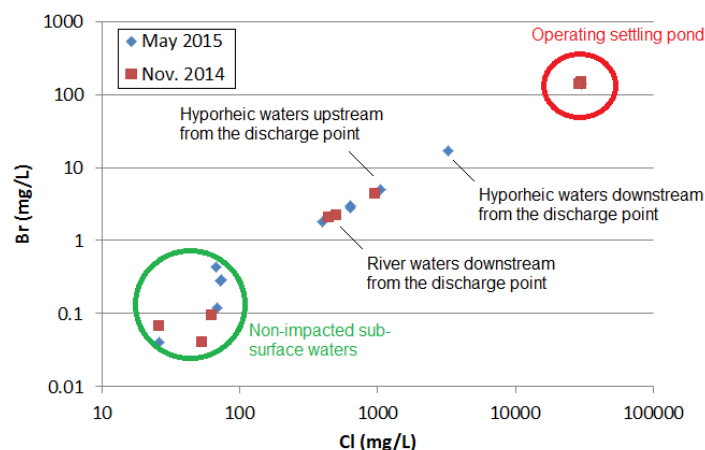 1000
100
10
1
0.1
0.01
Br (mg/L)
May 2015
Nov. 2014
Operating settling pond
Hyporheic waters upstream
from the discharge point
Hyporheic waters downstream
from the discharge point
River waters downstream
from the discharge point
Non-impacted sub-
surface waters
10
100
1000
10000
100000
Cl (mg/L)